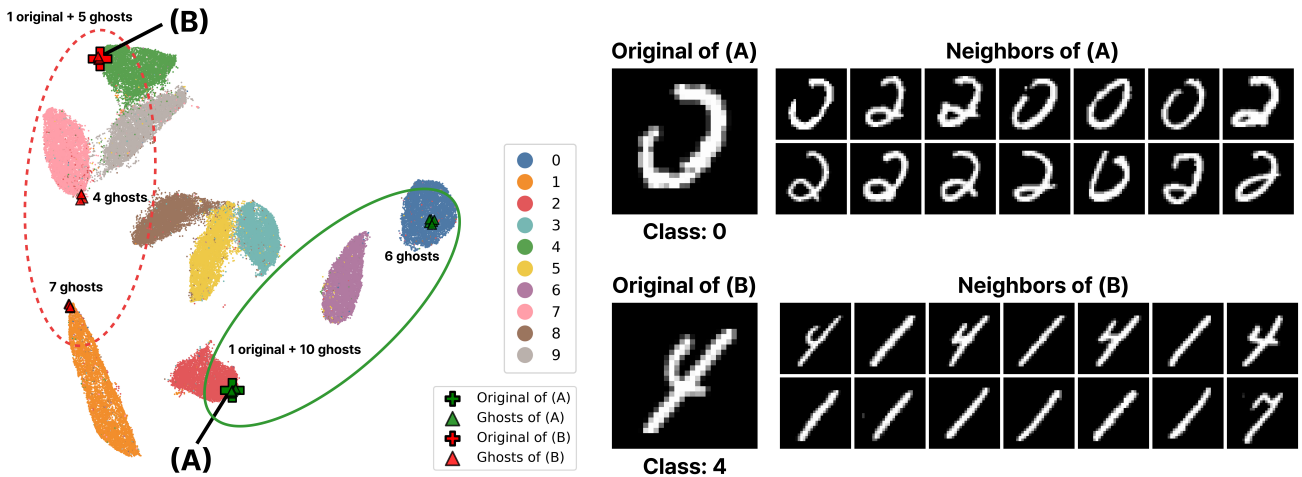 1 original + 5 ghosts
(B)
4 ghosts
7 ghosts
6 ghosts
1 original + 10 ghosts
(A)
0
1
2
3
4
5
6
7
8
9
Original of (A)
Ghosts of (A)
Original of (B)
Ghosts of (B)
Original of (A)
Neighbors of (A)
Class: 0
Original of (B)
Neighbors of (B)
Class: 4